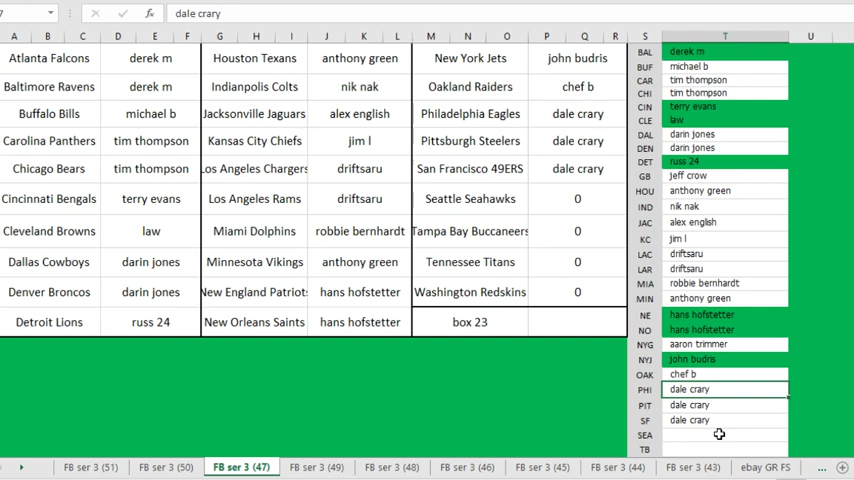 7 dale crary
A B C D E F G H I J K L M N O P Q R S T U
Atlanta Falcons derek m Houston Texans anthony green New York Jets john budris BAL derek m
Baltimore Ravens derek m Indianpolis Colts nik nak Oakland Raiders chef b BUF michael b
CAR tim thompson
CHI tim thompson
Buffalo Bills michael b Jacksonville Jaguars alex english Philadelphia Eagles dale crary CIN terry evans
CLE law
Carolina Panthers tim thompson Kansas City Chiefs jim l Pittsburgh Steelers dale crary DAL darin jones
DEN darin jones
Chicago Bears tim thompson Los Angeles Chargers driftsaru San Francisco 49ERS dale crary DET russ 24
GB jeff crow
Cincinnati Bengals terry evans Los Angeles Rams driftsaru Seattle Seahawks 0 HOU anthony green
IND nik nak
Cleveland Browns law Miami Dolphins robbie bernhardt Tampa Bay Buccaneers 0 JAC alex english
KC jim l
Dallas Cowboys darin jones Minnesota Vikings anthony green Tennessee Titans 0 LAC driftsaru
LAR driftsaru
MIA robbie bernhardt
Denver Broncos darin jones New England Patriots hans hofstetter Washington Redskins 0 MIN anthony green
NE hans hofstetter
Detroit Lions russ 24 New Orleans Saints hans hofstetter box 23 NO hans hofstetter
NYG aaron trimmer
NYJ john budris
OAK chef b
PHI dale crary
PIT dale crary
SF dale crary
SEA
TB
FB ser 3 (51) FB ser 3 (50) FB ser 3 (47) FB ser 3 (49) FB ser 3 (48) FB ser 3 (46) FB ser 3 (45) FB ser 3 (44) FB ser 3 (43) ebay GR FS ...